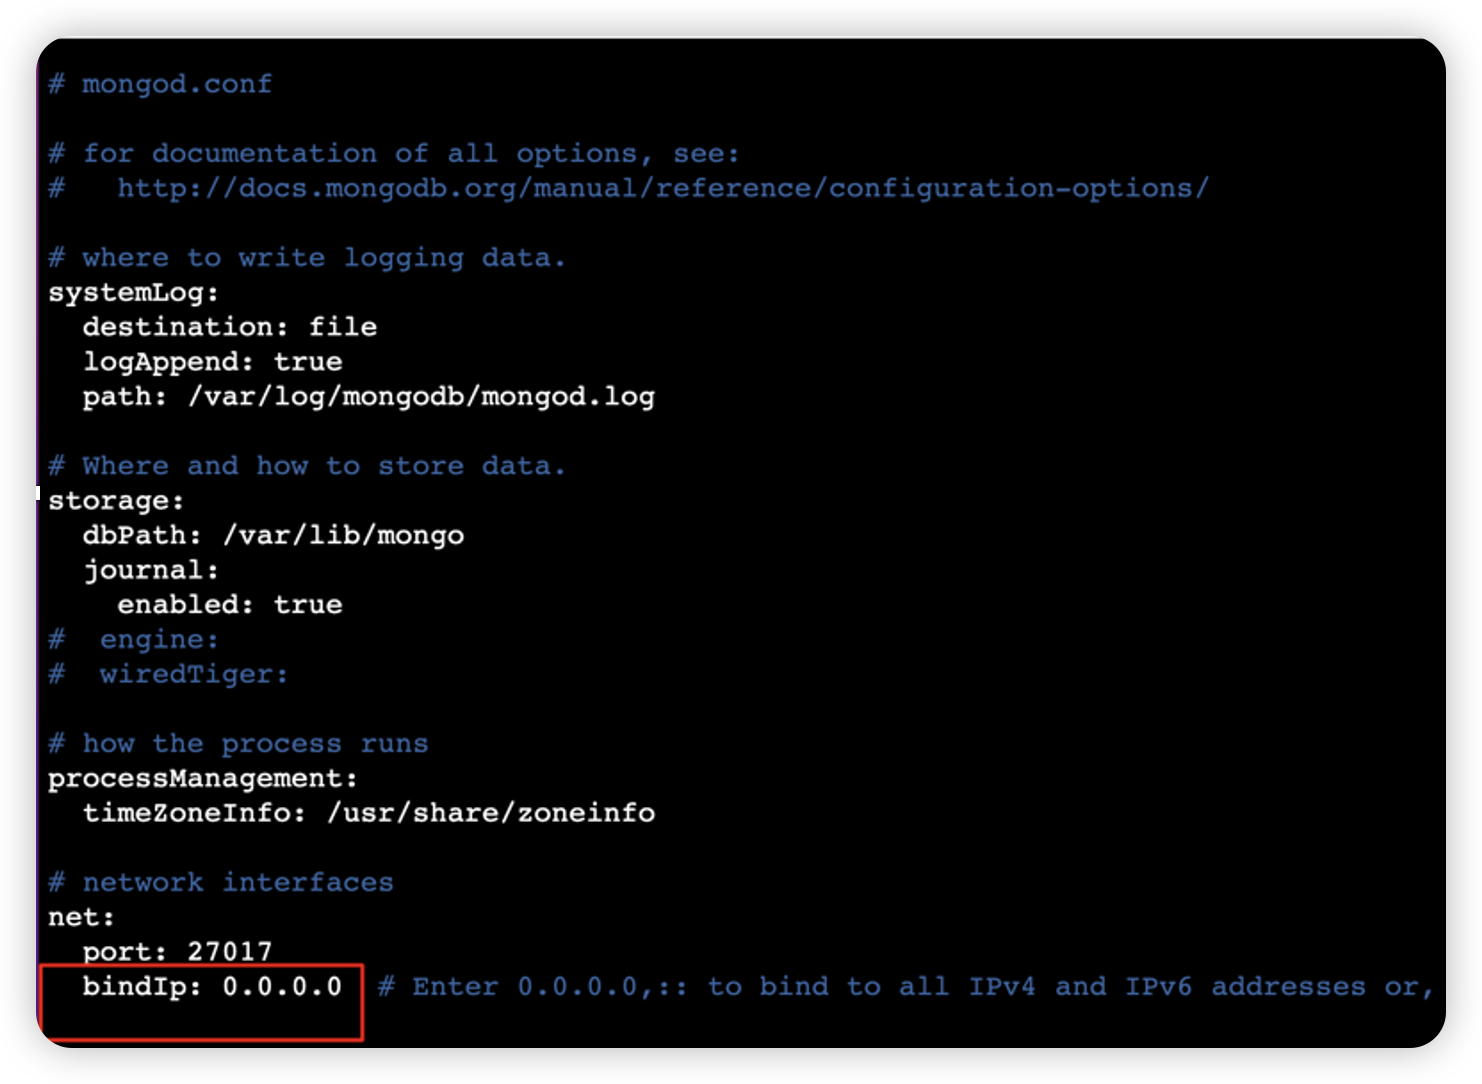 # mongod.conf
# for documentation of all options, see:
#   http://docs.mongodb.org/manual/reference/configuration-options/
# where to write logging data.
systemLog:
  destination: file
  logAppend: true
  path: /var/log/mongodb/mongod.log
# Where and how to store data.
storage:
  dbPath: /var/lib/mongo
  journal:
    enabled: true
#  engine:
#  wiredTiger:
# how the process runs
processManagement:
  timeZoneInfo: /usr/share/zoneinfo
# network interfaces
net:
  port: 27017
  bindIp: 0.0.0.0  # Enter 0.0.0.0,:: to bind to all IPv4 and IPv6 addresses or,